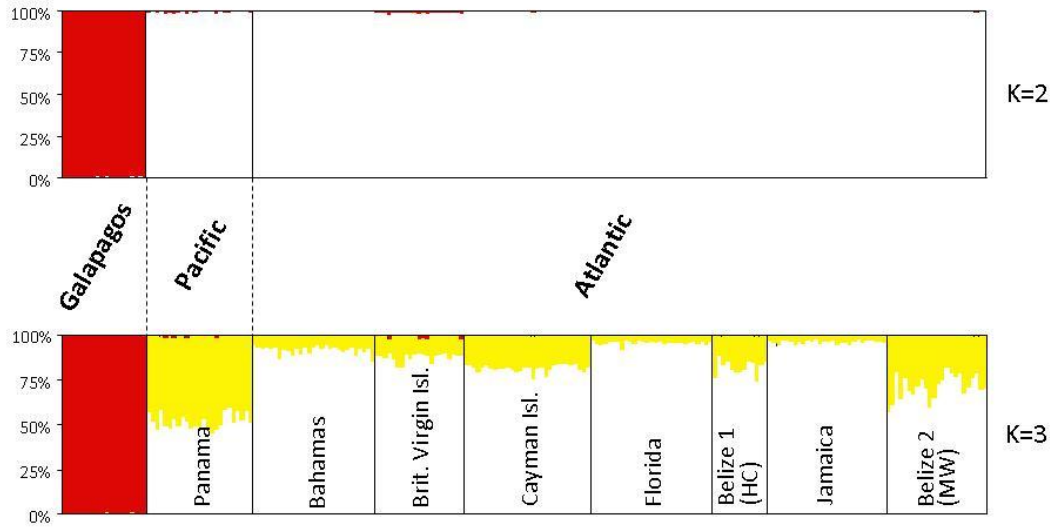 100%
75%
50%
25%
0%
K=2
Galapagos
Pacific
Atlantic
100%
75%
50%
25%
0%
Panama
Bahamas
Brit. Virgin Isl.
Cayman Isl.
Florida
Belize 1
(HC)
Jamaica
Belize 2
(MW)
K=3